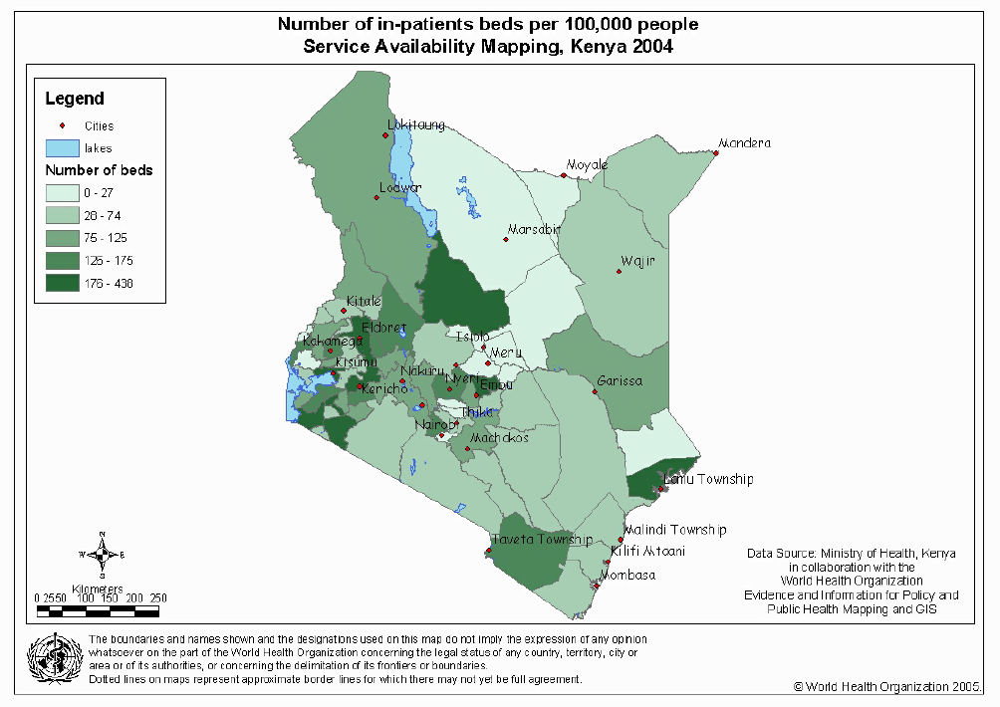 Number of in-patients beds per 100,000 people
Service Availability Mapping, Kenya 2004
Legend
Cities
lakes
Number of beds
0 - 27
28 - 74
75 - 125
126 - 175
176 - 438
Lokitaung
Mandera
Moyale
Lodwar
Marsabit
Wajir
Kitale
Eldoret
Isiolo
Kakamega
Meru
Kisumu
Nakuru
Nyeri
Embu
Garissa
Kericho
Thika
Nairobi
Machakos
Lamu Township
Malindi Township
Taveta Township
Kilifi Mtaani
Mombasa
N
W E
S
Kilometers
0 2550 100 150 200 250
Data Source: Ministry of Health, Kenya
in collaboration with the
World Health Organization
Evidence and Information for Policy and
Public Health Mapping and GIS
The boundaries and names shown and the designations used on this map do not imply the expression of any opinion
whatsoever on the part of the World Health Organization concerning the legal status of any country, territory, city or
area or of its authorities, or concerning the delimitation of its frontiers or boundaries.
Dotted lines on maps represent approximate border lines for which there may not yet be full agreement.
© World Health Organization 2005.